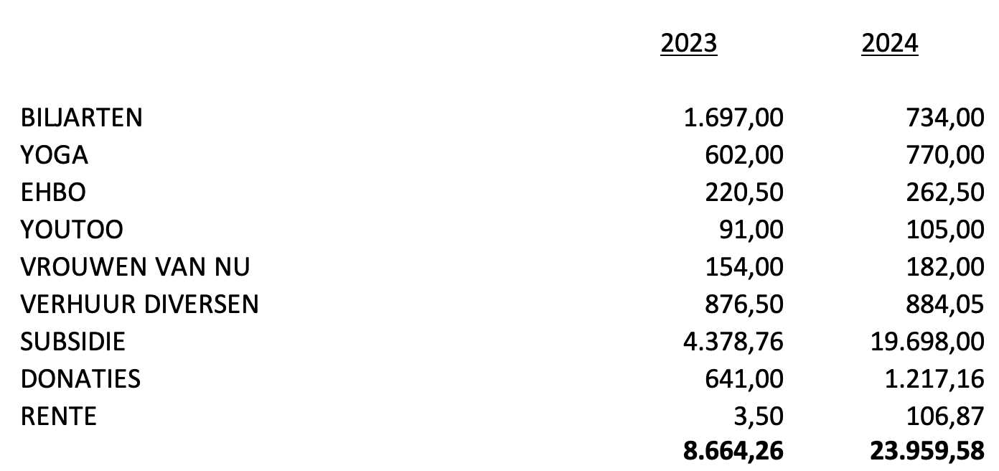 2023 2024
BILJARTEN 1.697,00 734,00
YOGA 602,00 770,00
EHBO 220,50 262,50
YOUTOO 91,00 105,00
VROUWEN VAN NU 154,00 182,00
VERHUUR DIVERSEN 876,50 884,05
SUBSIDIE 4.378,76 19.698,00
DONATIES 641,00 1.217,16
RENTE 3,50 106,87
8.664,26 23.959,58